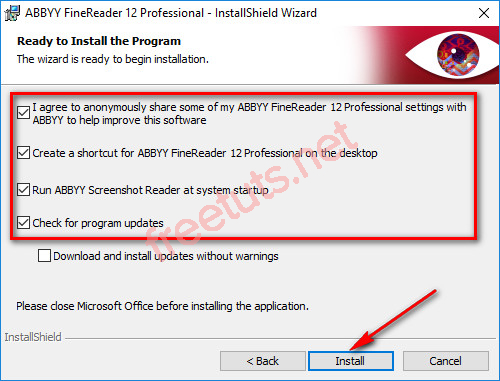 ABBYY FineReader 12 Professional - InstallShield Wizard
Ready to Install the Program
The wizard is ready to begin installation.
I agree to anonymously share some of my ABBYY FineReader 12 Professional settings with
ABBYY to help improve this software
Create a shortcut for ABBYY FineReader 12 Professional on the desktop
Run ABBYY Screenshot Reader at system startup
Check for program updates
Download and install updates without warnings
freetuts.net
Please close Microsoft Office before installing the application.
InstallShield
< Back
Install
Cancel